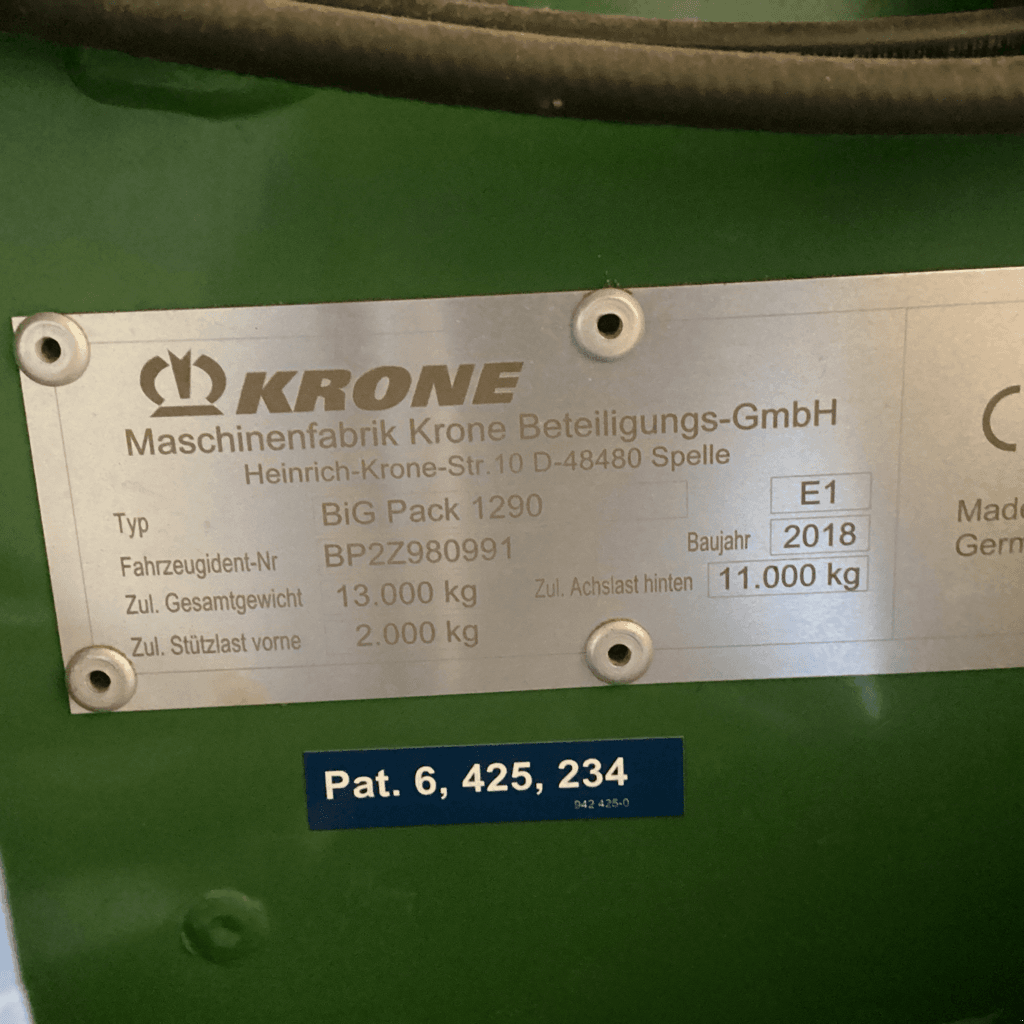 KRONE
Maschinenfabrik Krone Beteiligungs-GmbH
Heinrich-Krone-Str.10 D-48480 Spelle
Typ BiG Pack 1290 E1
Fahrzeugident-Nr BP2Z980991 Baujahr 2018
Zul. Gesamtgewicht 13.000 kg Zul. Achslast hinten 11.000 kg
Zul. Stützlast vorne 2.000 kg
Made
Germ
Pat. 6, 425, 234
942 425-0